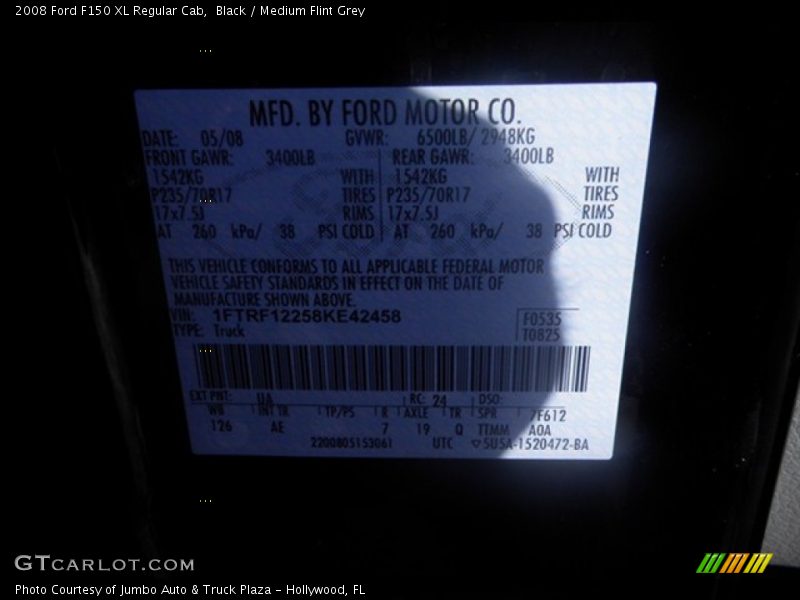 2008 Ford F150 XL Regular Cab,  Black / Medium Flint Grey
...
MFD. BY FORD MOTOR CO.
DATE: 05/08 GVWR: 6500LB/ 2948KG
FRONT GAWR: 3400LB REAR GAWR: 3400LB
1542KG WITH 1542KG WITH
P235/70R17 TIRES P235/70R17 TIRES
...
17x7.5J RIMS 17x7.5J RIMS
AT 260 kPa/ 38 PSI COLD AT 260 kPa/ 38 PSI COLD
THIS VEHICLE CONFORMS TO ALL APPLICABLE FEDERAL MOTOR
VEHICLE SAFETY STANDARDS IN EFFECT ON THE DATE OF
MANUFACTURE SHOWN ABOVE.
VIN: 1FTRF12258KE42458 F0535
TYPE: Truck T0825
...
EXT PNT: UA RC: 24 DSO:
WB INT TR TP/PS R AXLE TR SPR 7F612
126 AE 7 19 Q TTMM AOA
2200805153061 UTC 5U5A-1520472-BA
...
GTCARLOT.COM
Photo Courtesy of Jumbo Auto & Truck Plaza - Hollywood, FL